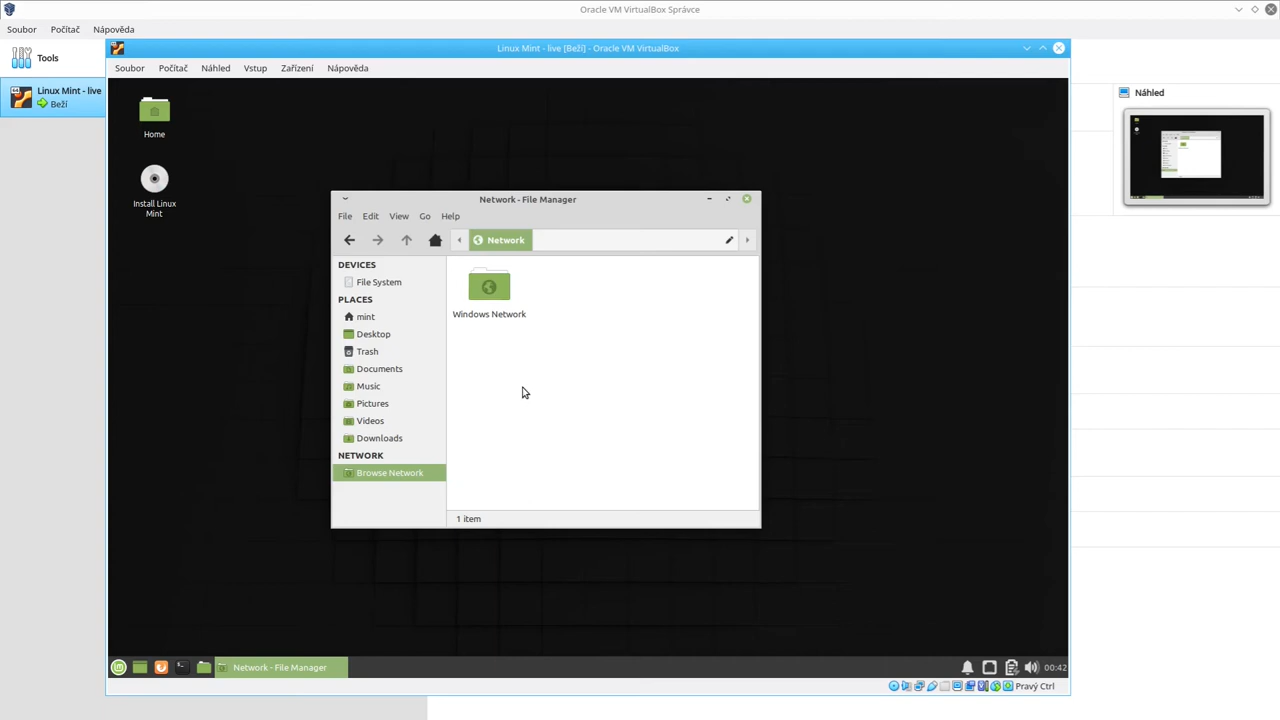 Oracle VM VirtualBox Správce
Soubor Počítač Nápověda
Tools
Linux Mint - live
Beží
Linux Mint - live [Beží] - Oracle VM VirtualBox
Soubor Počítač Náhled Vstup Zařízení Nápověda
Náhled
Home
Install Linux
Mint
Network - File Manager
File Edit View Go Help
Network
DEVICES
File System
PLACES
mint
Desktop
Trash
Documents
Music
Pictures
Videos
Downloads
NETWORK
Browse Network
Windows Network
1 item
Network - File Manager
00:42
Pravý Ctrl